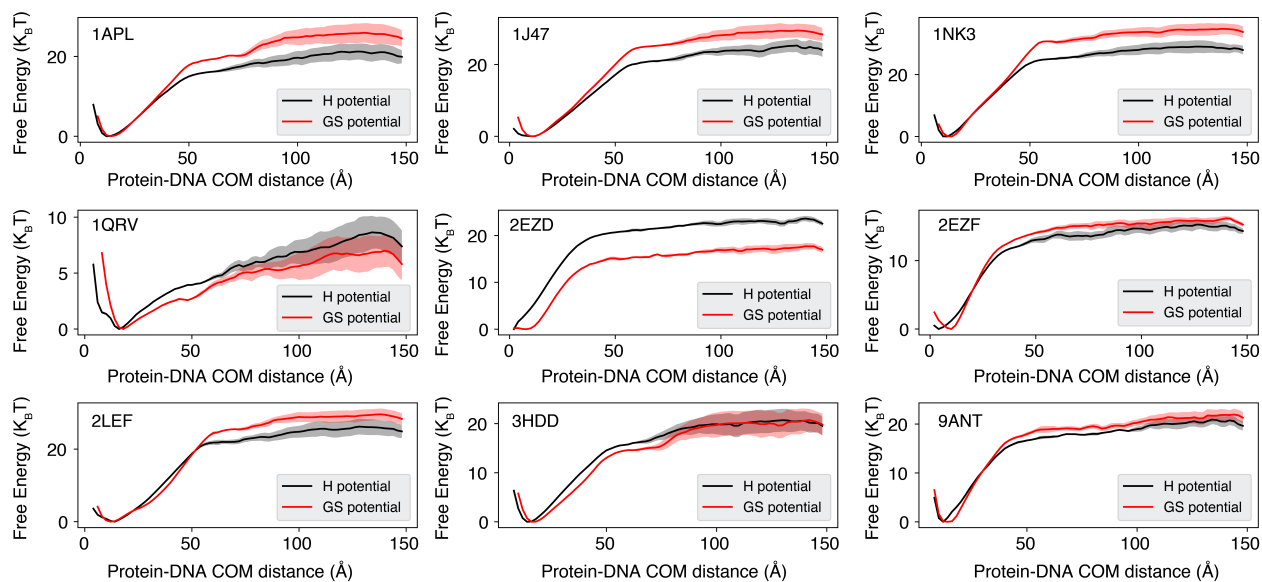 1APL
Free Energy (KBT)
20
0
H potential
GS potential
50
100
150
Protein-DNA COM distance (Å)
1J47
Free Energy (KBT)
20
0
H potential
GS potential
0
50
100
150
Protein-DNA COM distance (Å)
1NK3
Free Energy (KBT)
20
0
H potential
GS potential
0
50
100
150
Protein-DNA COM distance (Å)
1QRV
Free Energy (KBT)
10
5
0
H potential
GS potential
0
50
100
150
Protein-DNA COM distance (Å)
2EZD
Free Energy (KBT)
20
10
0
H potential
GS potential
0
50
100
150
Protein-DNA COM distance (Å)
2EZF
Free Energy (KBT)
10
0
H potential
GS potential
0
50
100
150
Protein-DNA COM distance (Å)
2LEF
Free Energy (KBT)
20
0
H potential
GS potential
0
50
100
150
Protein-DNA COM distance (Å)
3HDD
Free Energy (KBT)
20
10
0
H potential
GS potential
50
100
150
Protein-DNA COM distance (Å)
9ANT
Free Energy (KBT)
20
10
0
H potential
GS potential
50
100
150
Protein-DNA COM distance (Å)